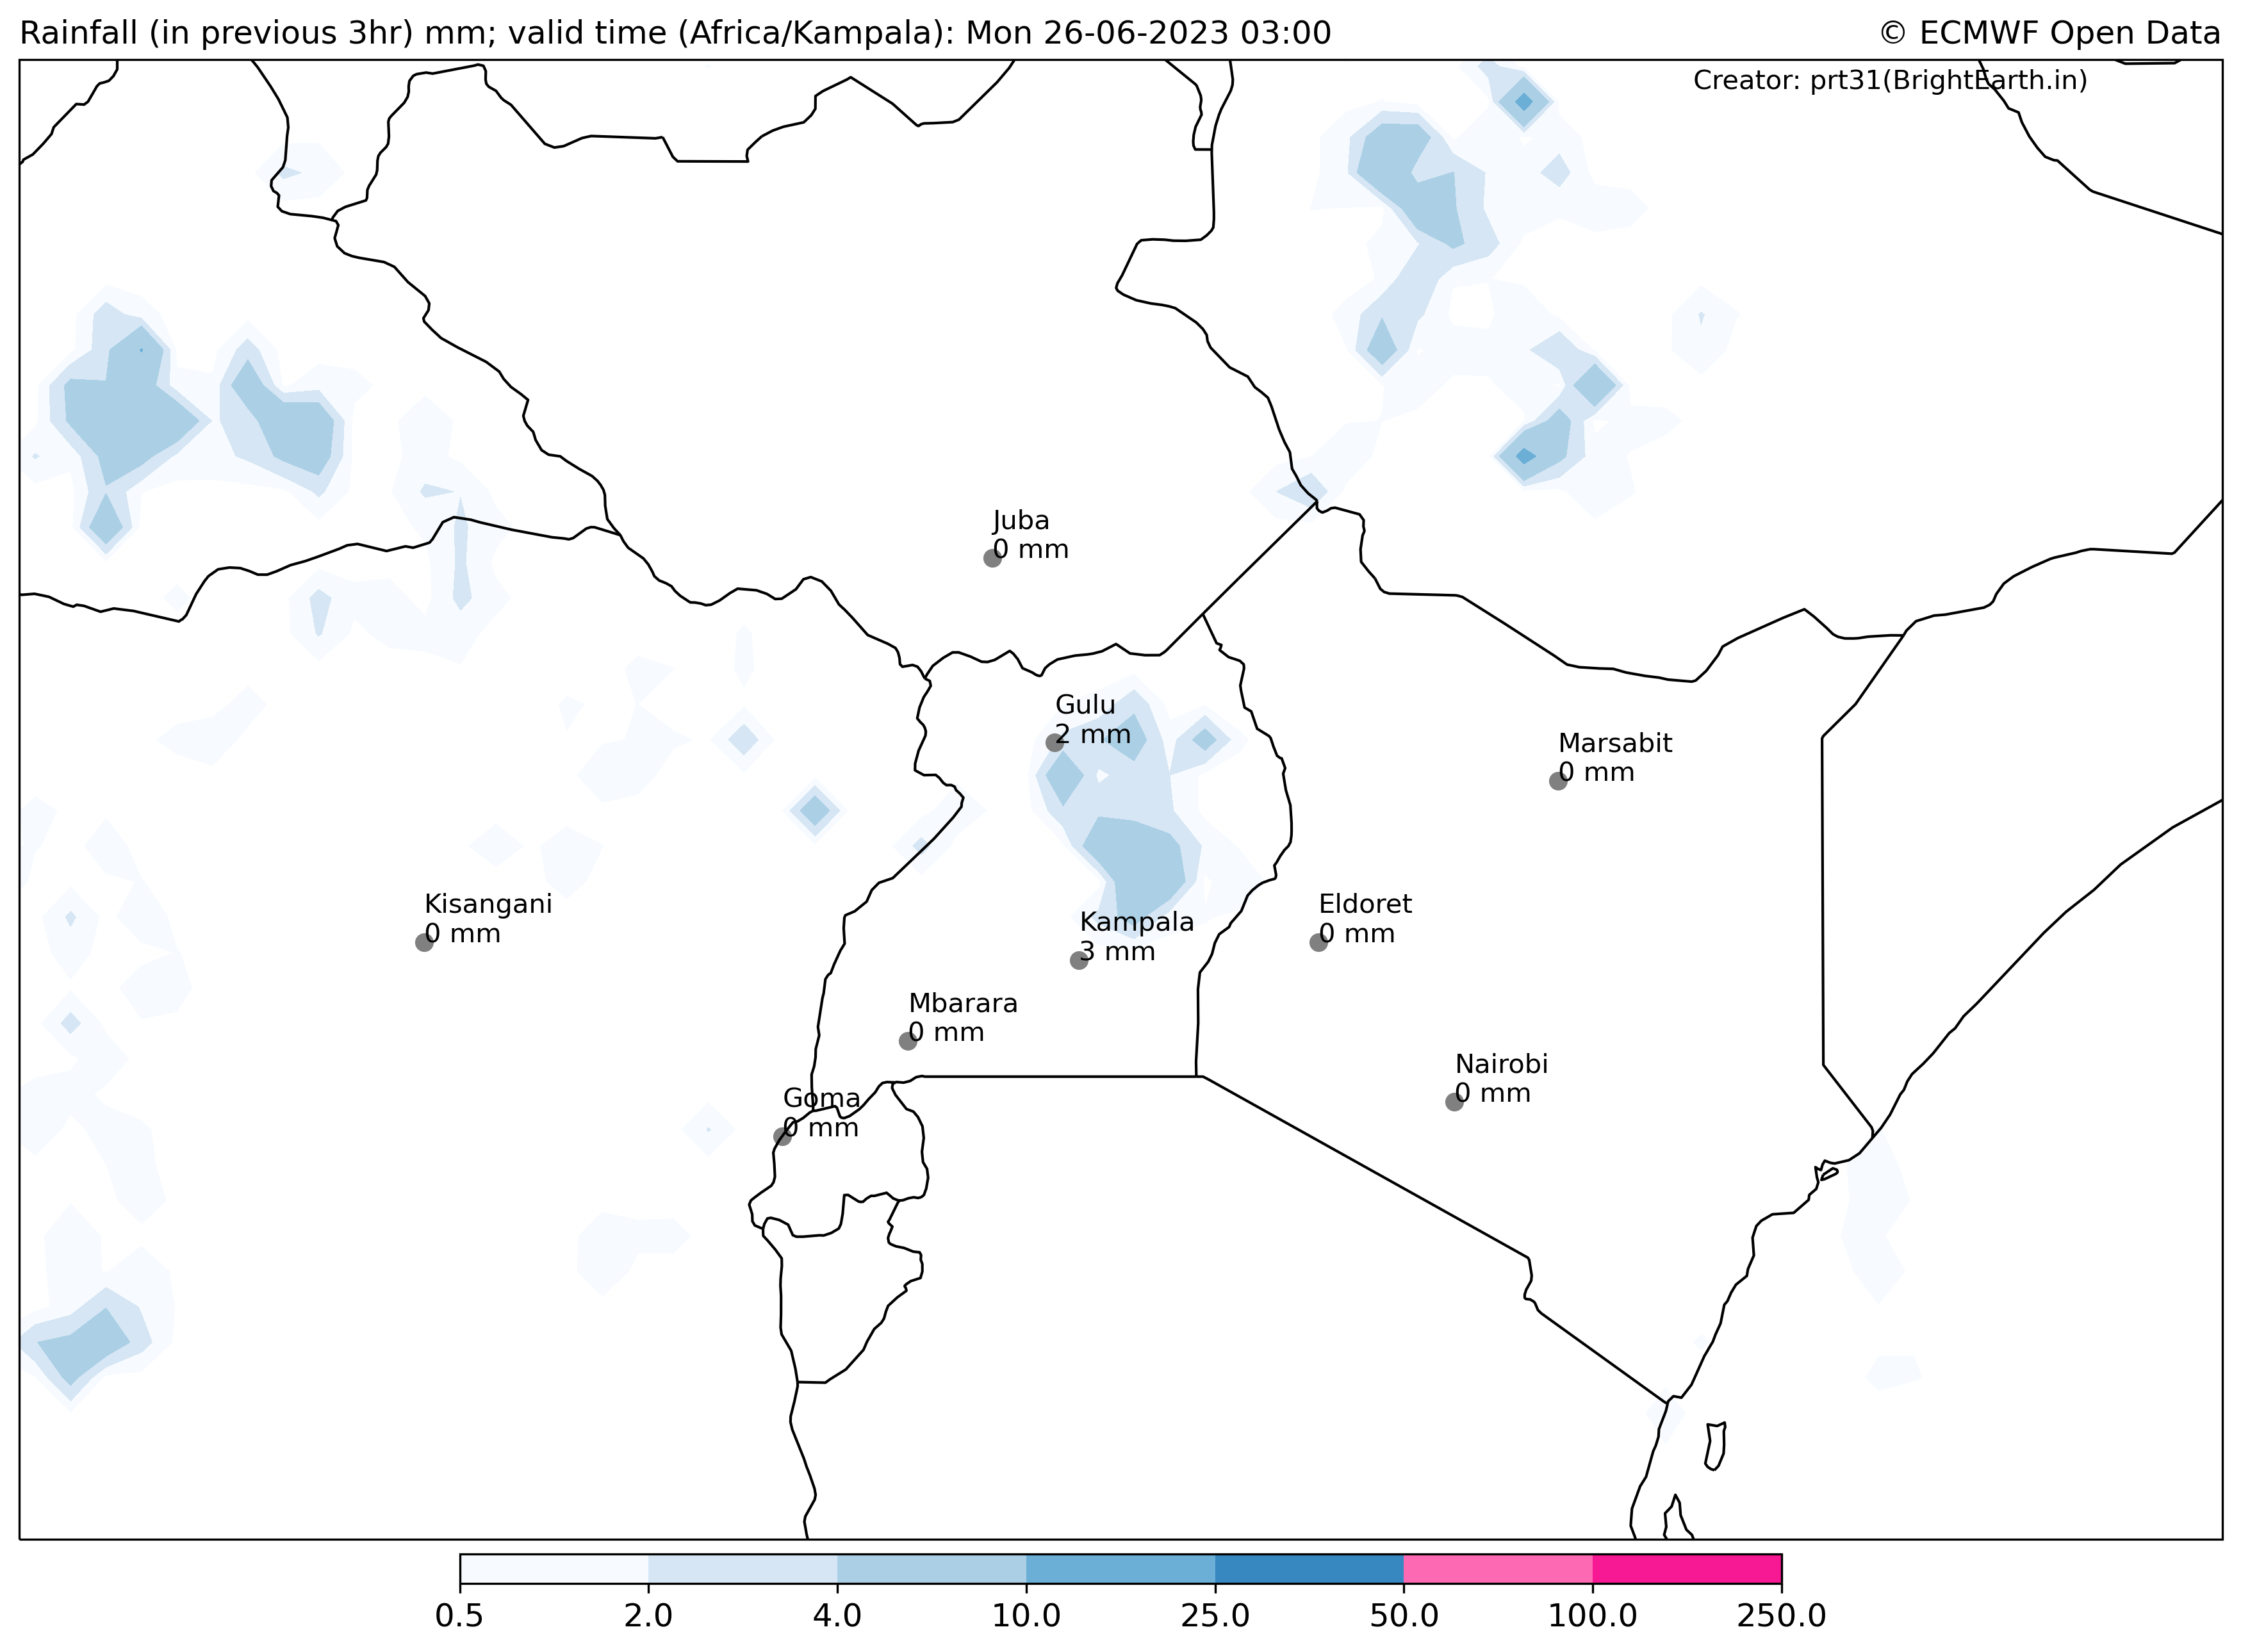 Rainfall (in previous 3hr) mm; valid time (Africa/Kampala): Mon 26-06-2023 03:00
© ECMWF Open Data
Creator: prt31(BrightEarth.in)
Juba
0 mm
Gulu
2 mm
Marsabit
0 mm
Kisangani
0 mm
Kampala
3 mm
Eldoret
0 mm
Mbarara
0 mm
Nairobi
0 mm
Goma
0 mm
0.5
2.0
4.0
10.0
25.0
50.0
100.0
250.0